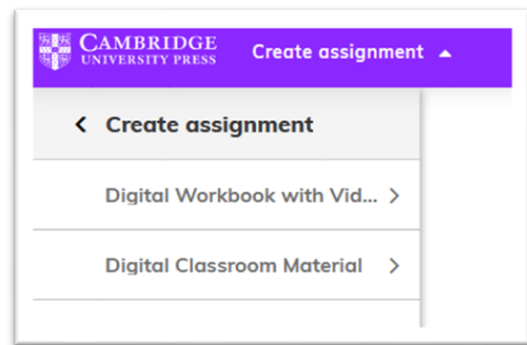 CAMBRIDGE
UNIVERSITY PRESS
Create assignment
Create assignment
Digital Workbook with Vid...
Digital Classroom Material